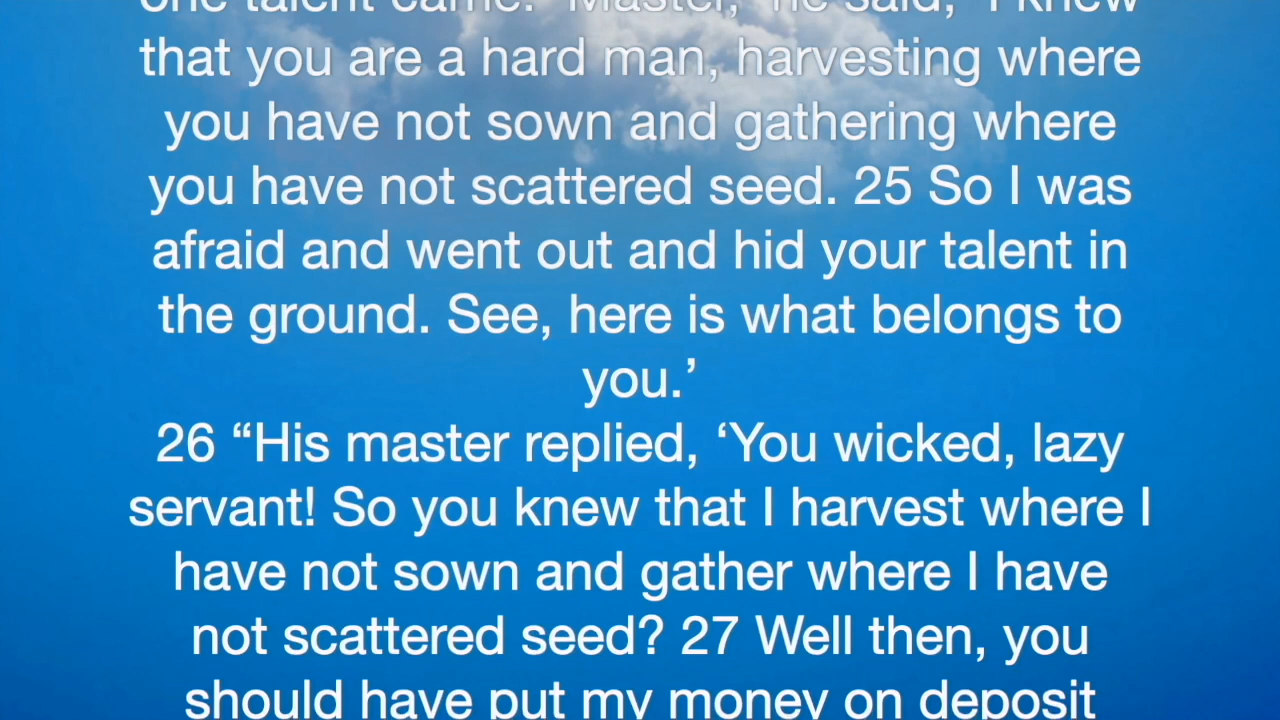 one talent came. ‘Master,’ he said, ‘I knew
that you are a hard man, harvesting where
you have not sown and gathering where
you have not scattered seed. 25 So I was
afraid and went out and hid your talent in
the ground. See, here is what belongs to
you.’
26 “His master replied, ‘You wicked, lazy
servant! So you knew that I harvest where I
have not sown and gather where I have
not scattered seed? 27 Well then, you
should have put my money on deposit